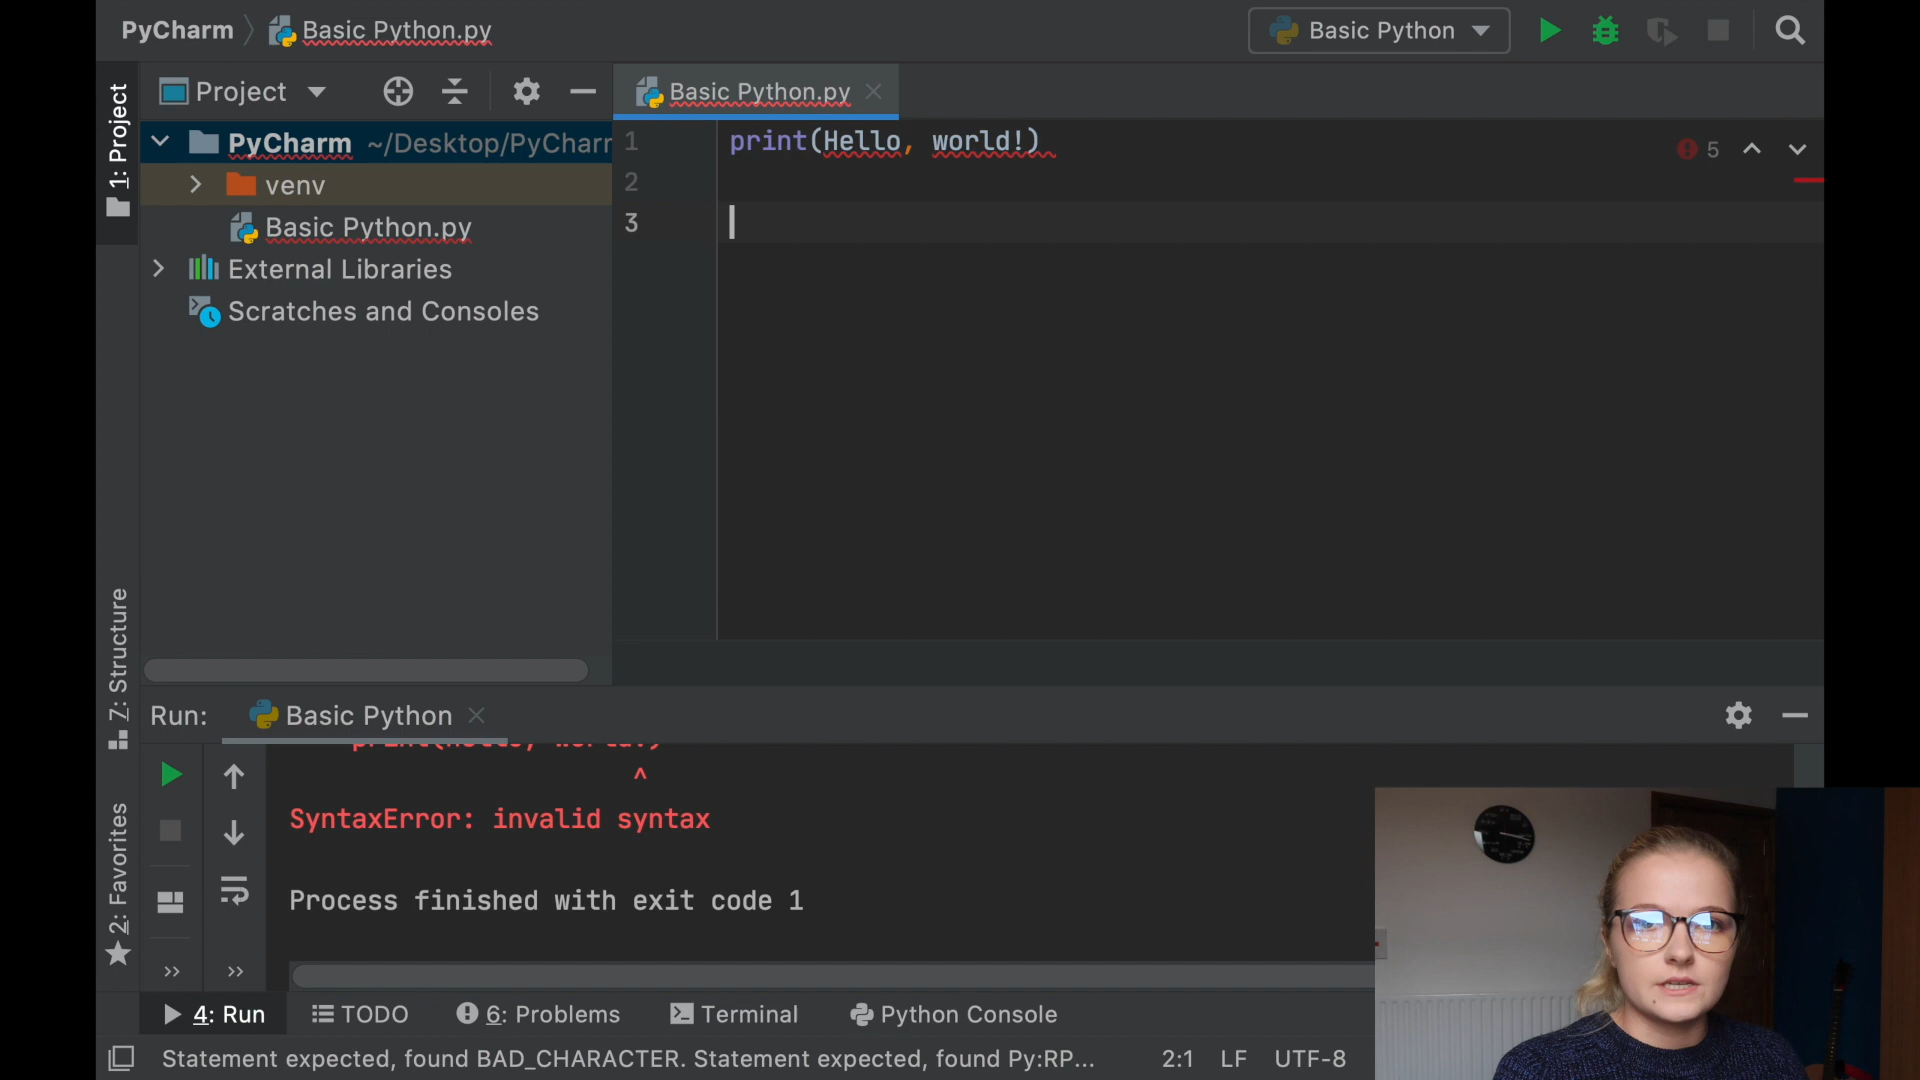 PyCharm Basic Python.py
Basic Python
1: Project
Project
Basic Python.py
PyCharm ~/Desktop/PyCharm
venv
Basic Python.py
External Libraries
Scratches and Consoles
1 print(Hello, world!)
2
3
5
Z: Structure
2: Favorites
Run: Basic Python
print(Hello, world!)
^
SyntaxError: invalid syntax
Process finished with exit code 1
4: Run TODO 6: Problems Terminal Python Console
Statement expected, found BAD_CHARACTER. Statement expected, found Py:RP... 2:1 LF UTF-8